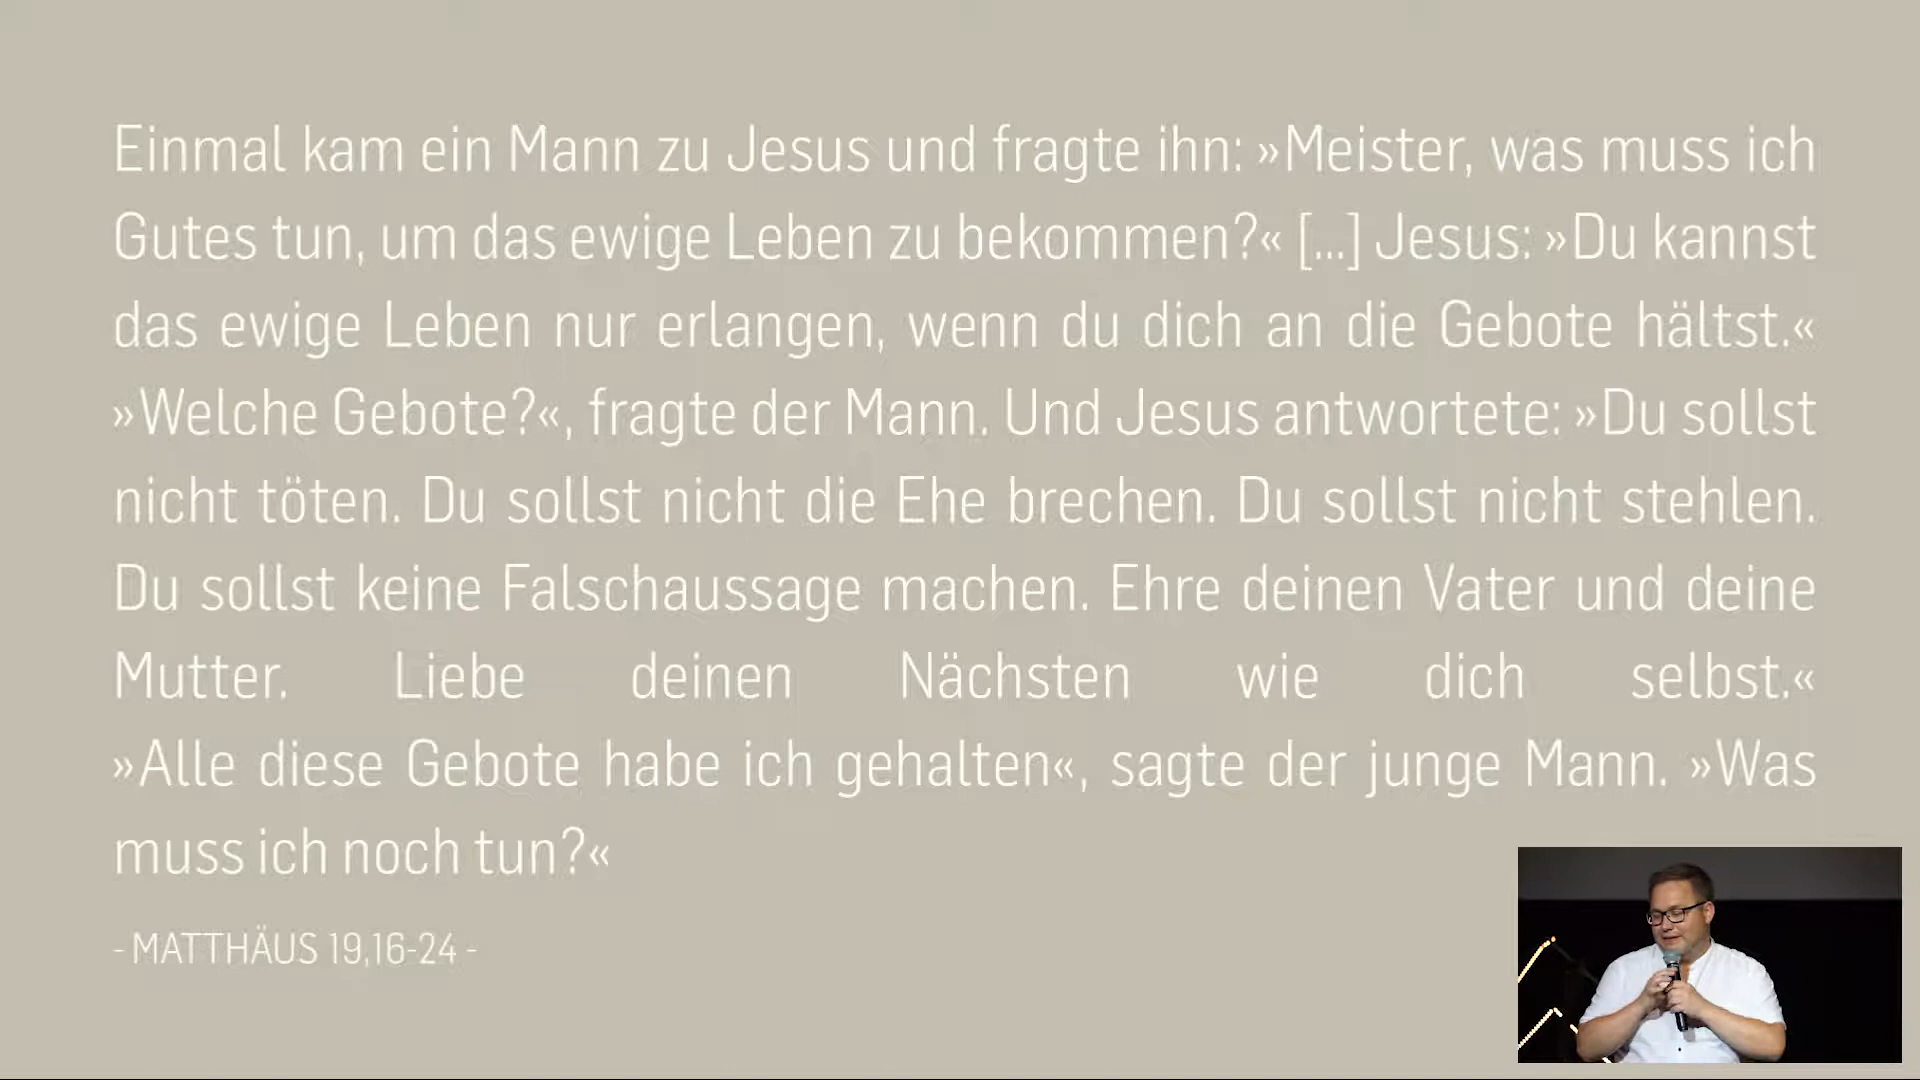 Einmal kam ein Mann zu Jesus und fragte ihn: »Meister, was muss ich
Gutes tun, um das ewige Leben zu bekommen?« [...] Jesus: »Du kannst
das ewige Leben nur erlangen, wenn du dich an die Gebote hältst.«
»Welche Gebote?«, fragte der Mann. Und Jesus antwortete: »Du sollst
nicht töten. Du sollst nicht die Ehe brechen. Du sollst nicht stehlen.
Du sollst keine Falschaussage machen. Ehre deinen Vater und deine
Mutter. Liebe deinen Nächsten wie dich selbst.«
»Alle diese Gebote habe ich gehalten«, sagte der junge Mann. »Was
muss ich noch tun?«
- MATTHÄUS 19,16-24 -